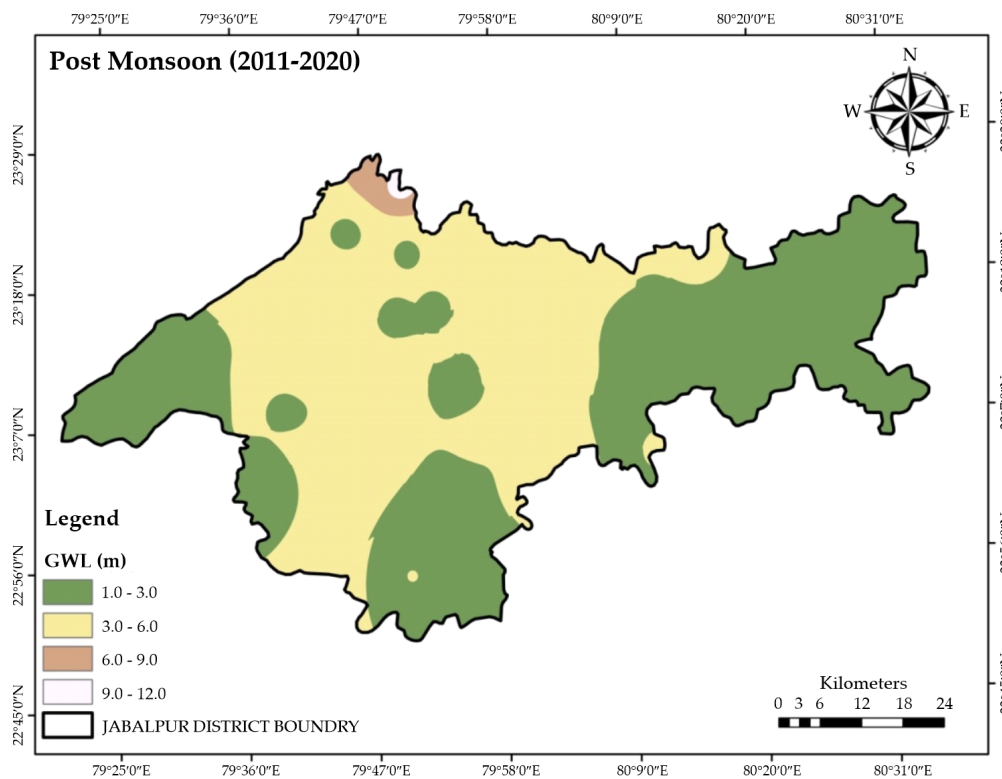 79°25'0"E 79°36'0"E 79°47'0"E 79°58'0"E 80°9'0"E 80°20'0"E 80°31'0"E
Post Monsoon (2011-2020)
N
W E
S
23°29'0"N
23°18'0"N
23°7'0"N
22°56'0"N
22°45'0"N
Legend
GWL (m)
1.0 - 3.0
3.0 - 6.0
6.0 - 9.0
9.0 - 12.0
JABALPUR DISTRICT BOUNDRY
Kilometers
0 3 6 12 18 24
79°25'0"E 79°36'0"E 79°47'0"E 79°58'0"E 80°9'0"E 80°20'0"E 80°31'0"E